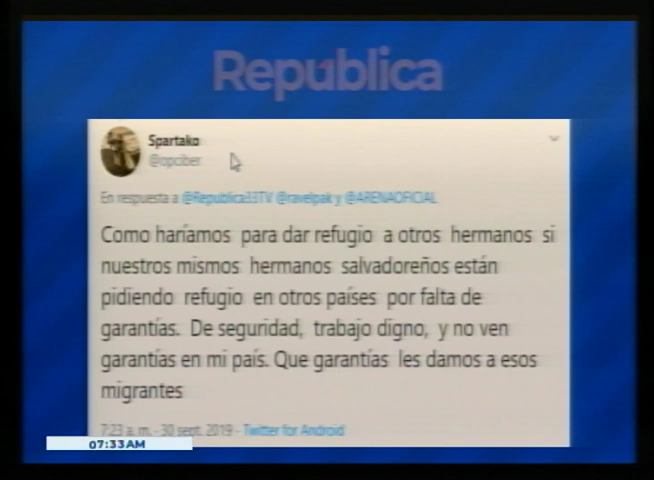 República
Spartako
@opciber
En respuesta a @Republica33TV @ravelpak y @ARENAOFICIAL
Como haríamos para dar refugio a otros hermanos si
nuestros mismos hermanos salvadoreños están
pidiendo refugio en otros países por falta de
garantías. De seguridad, trabajo digno, y no ven
garantías en mi país. Que garantías les damos a esos
migrantes
7:23 a. m. - 30 sept. 2019 - Twitter for Android
07:33AM